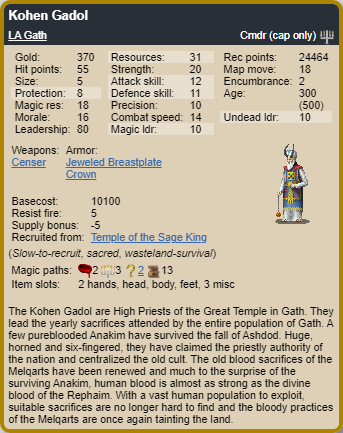 Kohen Gadol
LA Gath Cmdr (cap only)
Gold: 370 Resources: 31 Rec points: 24464
Hit points: 55 Strength: 20 Map move: 18
Size: 5 Attack skill: 12 Encumbrance: 2
Protection: 8 Defence skill: 11 Age: 300
Magic res: 18 Precision: 10 (500)
Morale: 16 Combat speed: 14 Undead ldr: 10
Leadership: 80 Magic ldr: 10
Weapons: Armor:
Censer Jeweled Breastplate
Crown
Basecost: 10100
Resist fire: 5
Supply bonus: -5
Recruited from: Temple of the Sage King
(Slow-to-recruit, sacred, wasteland-survival)
Magic paths: 2 3 ? 2 13
Item slots: 2 hands, head, body, feet, 3 misc
The Kohen Gadol are High Priests of the Great Temple in Gath. They
lead the yearly sacrifices attended by the entire population of Gath. A
few pureblooded Anakim have survived the fall of Ashdod. Huge,
horned and six-fingered, they have claimed the priestly authority of
the nation and centralized the old cult. The old blood sacrifices of the
Melqarts have been renewed and much to the surprise of the
surviving Anakim, human blood is almost as strong as the divine
blood of the Rephaim. With a vast human population to exploit,
suitable sacrifices are no longer hard to find and the bloody practices
of the Melqarts are once again tainting the land.